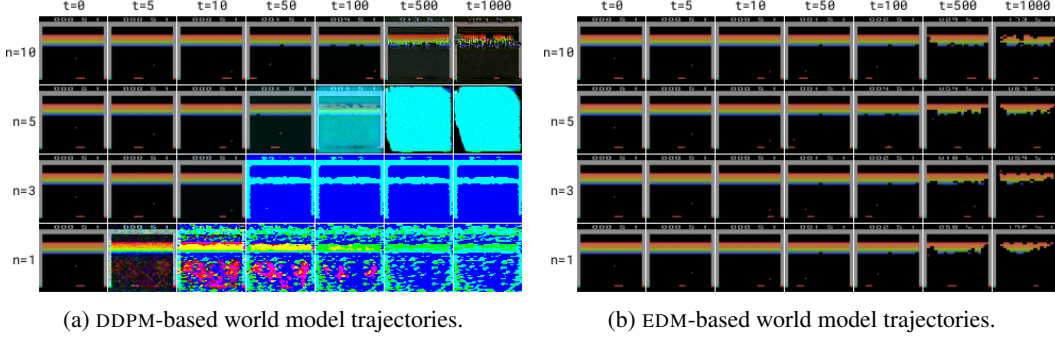 t=0 t=5 t=10 t=50 t=100 t=500 t=1000 t=0 t=5 t=10 t=50 t=100 t=500 t=1000
n=10 n=10
n=5 n=5
n=3 n=3
n=1 n=1
(a) DDPM-based world model trajectories. (b) EDM-based world model trajectories.